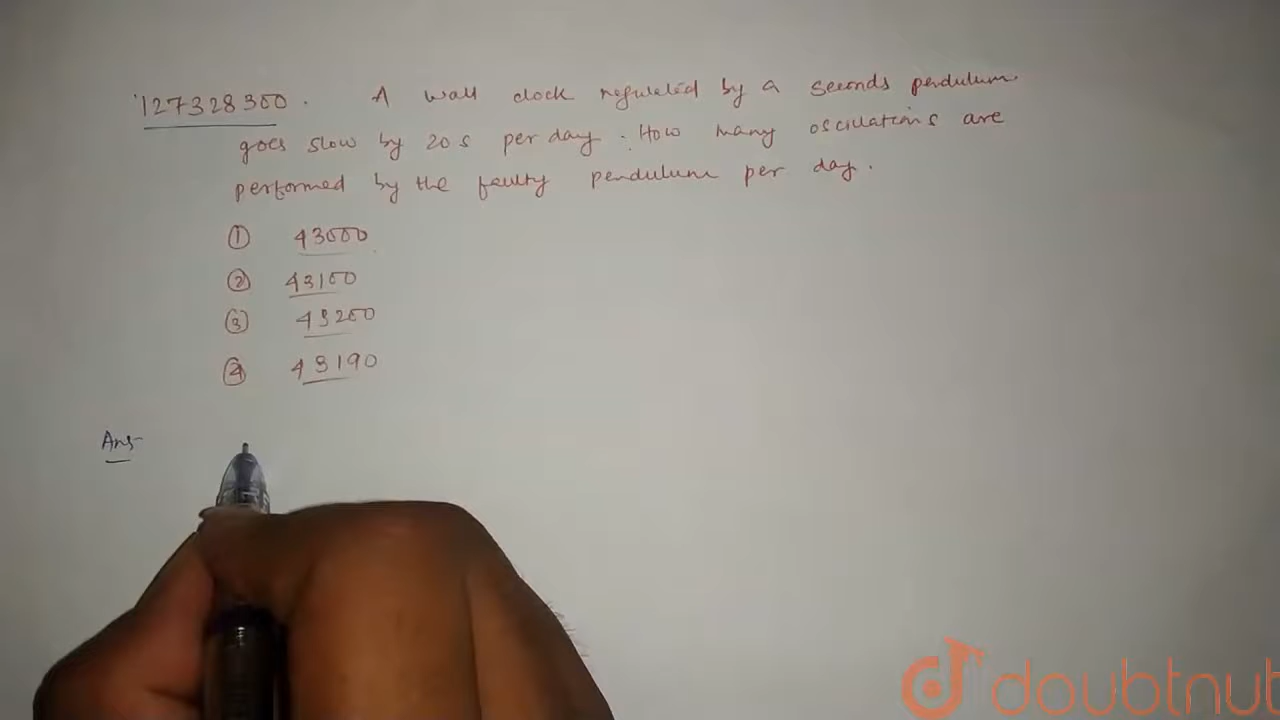 127328300. A wall clock regulated by a seconds pendulum
goes slow by 20 s per day. How many oscillations are
performed by the faulty pendulum per day.
① 43000
② 43100
③ 43200
④ 43190
Ans-
doubtnut